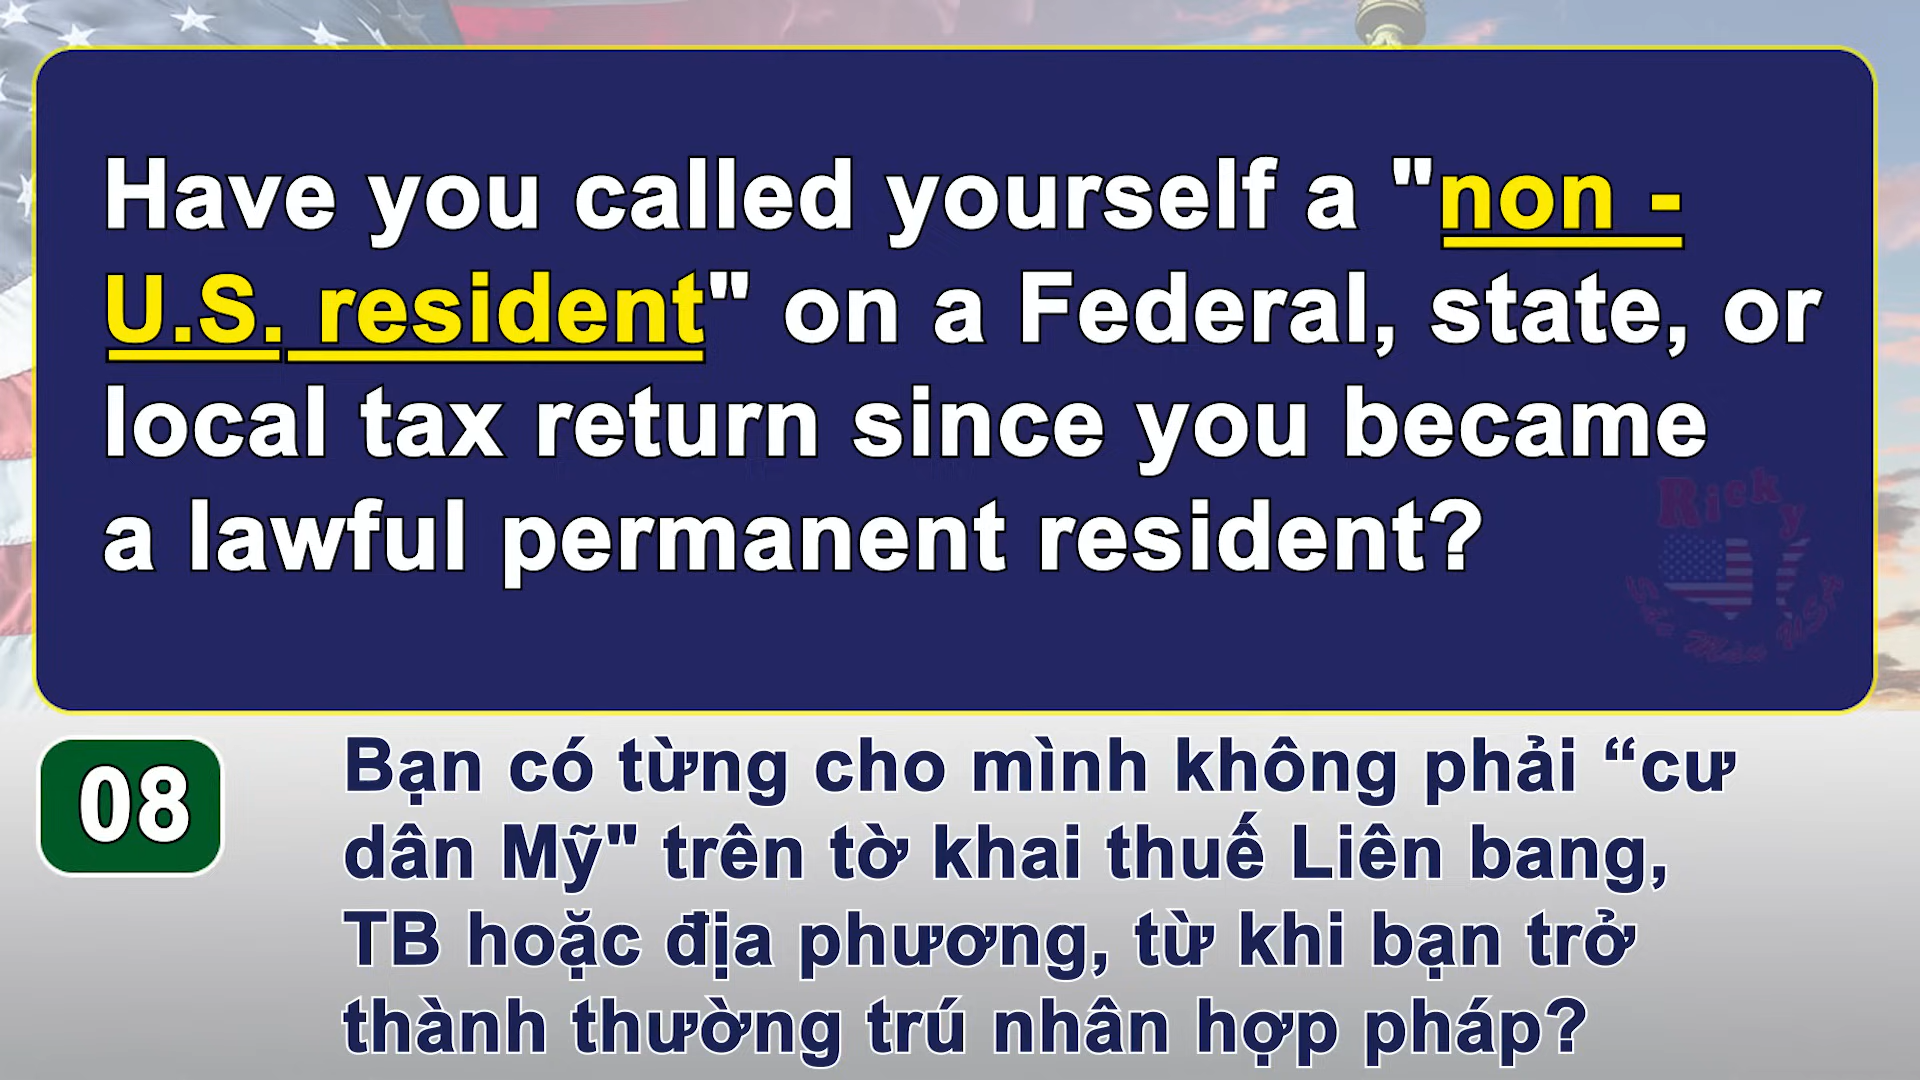 Have you called yourself a "non -
U.S. resident" on a Federal, state, or
local tax return since you became
a lawful permanent resident?
Ricky
USA
08
Bạn có từng cho mình không phải “cư
dân Mỹ" trên tờ khai thuế Liên bang,
TB hoặc địa phương, từ khi bạn trở
thành thường trú nhân hợp pháp?